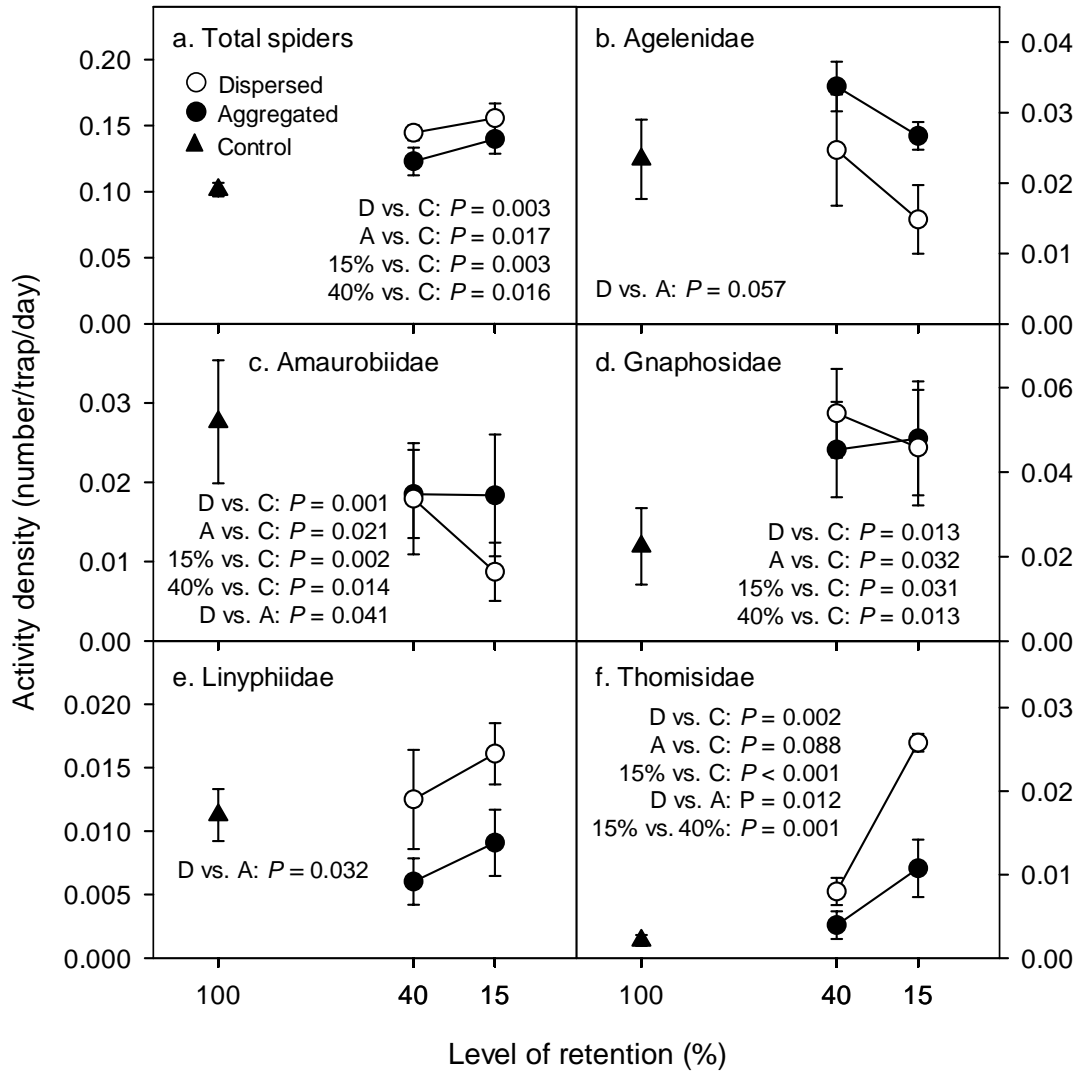 a. Total spiders
Dispersed
Aggregated
Control
D vs. C: P = 0.003
A vs. C: P = 0.017
15% vs. C: P = 0.003
40% vs. C: P = 0.016
0.20
0.15
0.10
0.05
0.00
b. Agelenidae
D vs. A: P = 0.057
0.04
0.03
0.02
0.01
0.00
c. Amaurobiidae
D vs. C: P = 0.001
A vs. C: P = 0.021
15% vs. C: P = 0.002
40% vs. C: P = 0.014
D vs. A: P = 0.041
0.03
0.02
0.01
0.00
d. Gnaphosidae
D vs. C: P = 0.013
A vs. C: P = 0.032
15% vs. C: P = 0.031
40% vs. C: P = 0.013
0.06
0.04
0.02
0.00
e. Linyphiidae
D vs. A: P = 0.032
0.020
0.015
0.010
0.005
0.000
f. Thomisidae
D vs. C: P = 0.002
A vs. C: P = 0.088
15% vs. C: P < 0.001
D vs. A: P = 0.012
15% vs. 40%: P = 0.001
0.03
0.02
0.01
0.00
100 40 15
100 40 15
Activity density (number/trap/day)
Level of retention (%)